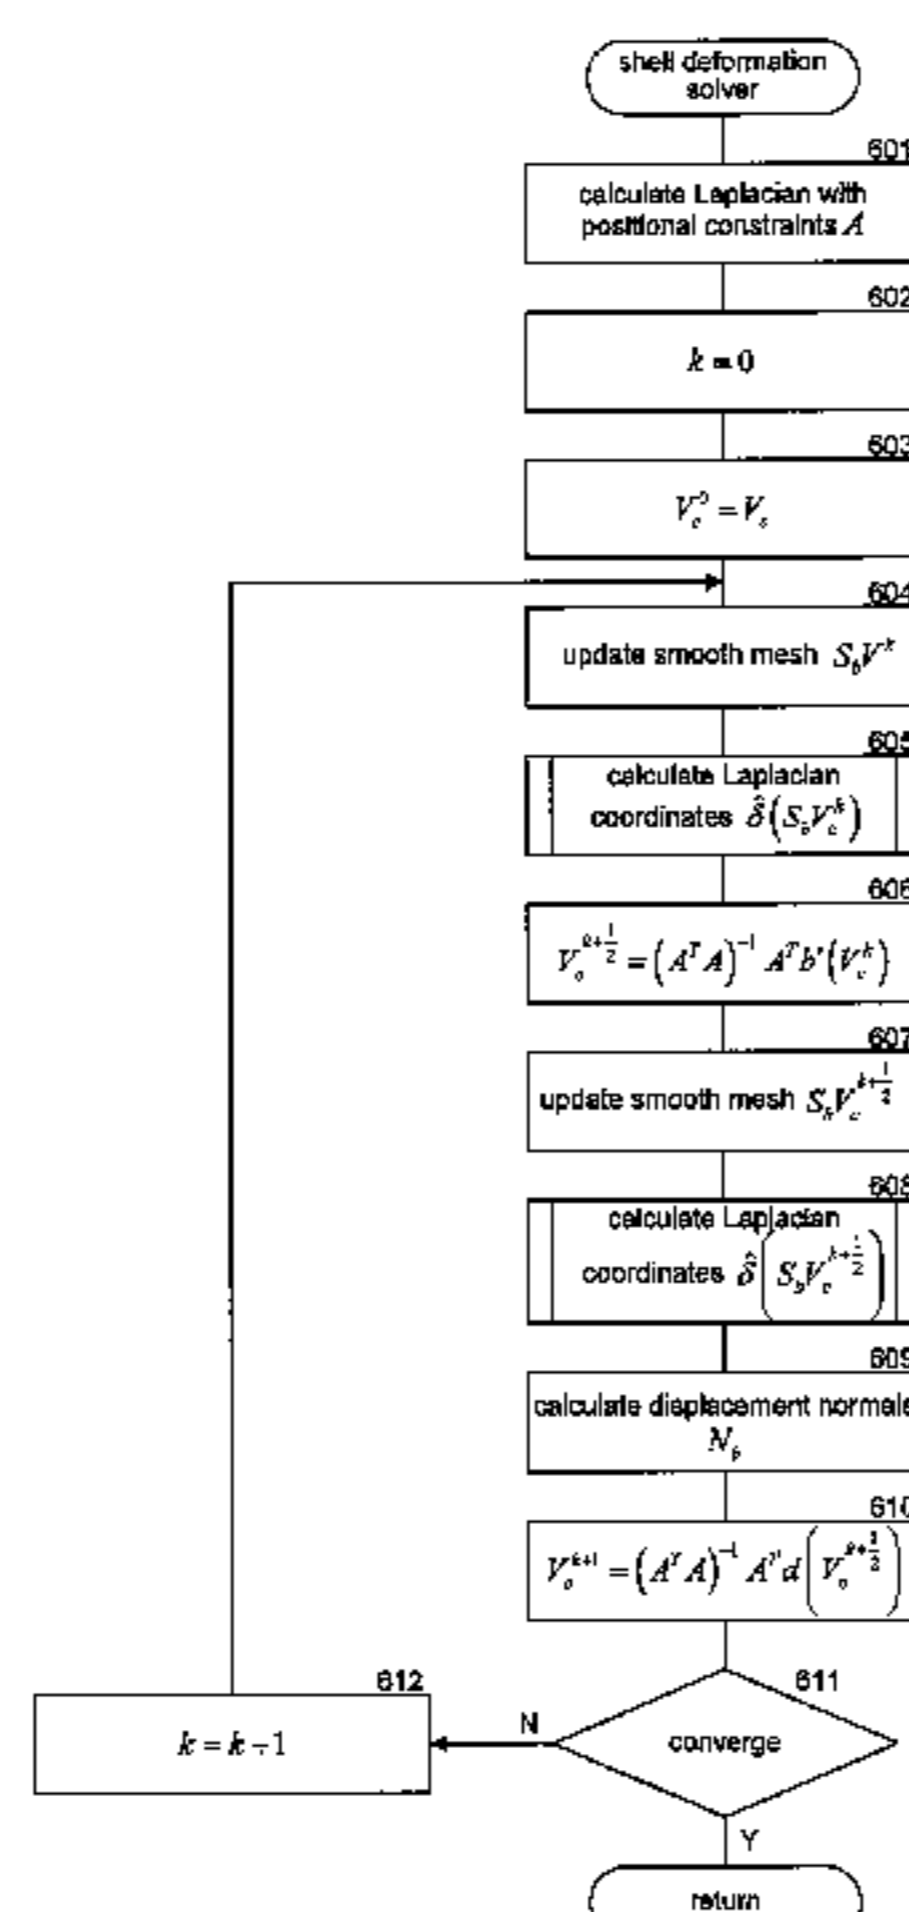 shell deformation
solver
601
calculate Laplacian with
positional constraints A
602
k = 0
603
V_c^0 = V_s
604
update smooth mesh S_b V^k
605
calculate Laplacian
coordinates δ̂(S_b V_c^k)
606
V_c^{k+1/2} = (A^T A)^{-1} A^T b'(V_c^k)
607
update smooth mesh S_b V_c^{k+1/2}
608
calculate Laplacian
coordinates δ̂(S_b V_c^{k+1/2})
609
calculate displacement normals
N_b
610
V_c^{k+1} = (A^T A)^{-1} A^T d(V_c^{k+1/2})
611
converge
N
612
k = k + 1
Y
return